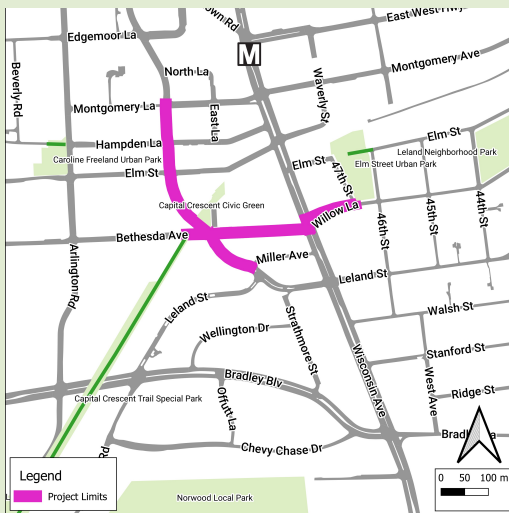 own Rd
East West Hwy
Edgemoor La
M
Montgomery Ave
North La
Beverly Rd
Waverly St
East La
Montgomery La
Hampden La
Elm St
Leland Neighborhood Park
Caroline Freeland Urban Park
Elm St
Elm St
Elm Street Urban Park
47th St
Capital Crescent Civic Green
Willow La
46th St
45th St
44th St
Bethesda Ave
Arlington Rd
Miller Ave
Leland St
Leland St
Walsh St
Wellington Dr
Strathmore St
Wisconsin Ave
Stanford St
West Ave
Bradley Blvd
Ridge St
Capital Crescent Trail Special Park
Offutt La
Rd
Chevy Chase Dr
Legend
Project Limits
Norwood Local Park
0 50 100 m